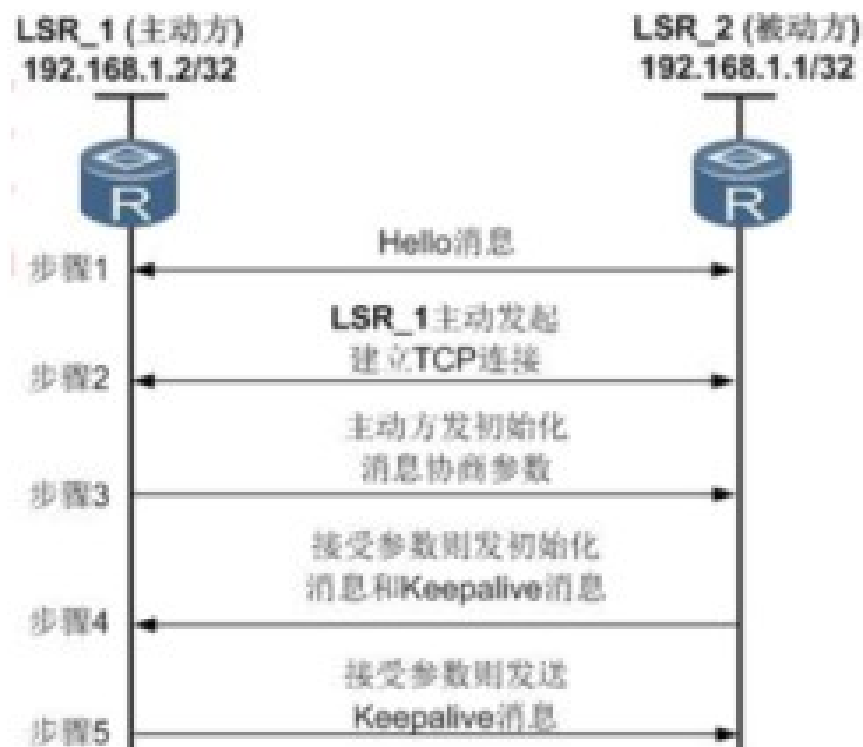 LSR_1 (主动方)
192.168.1.2/32
LSR_2 (被动方)
192.168.1.1/32
R
R
步骤1
Hello消息
LSR_1主动发起
建立TCP连接
步骤2
主动方发初始化
消息协商参数
步骤3
接受参数则发初始化
消息和Keepalive消息
步骤4
接受参数则发送
Keepalive消息
步骤5